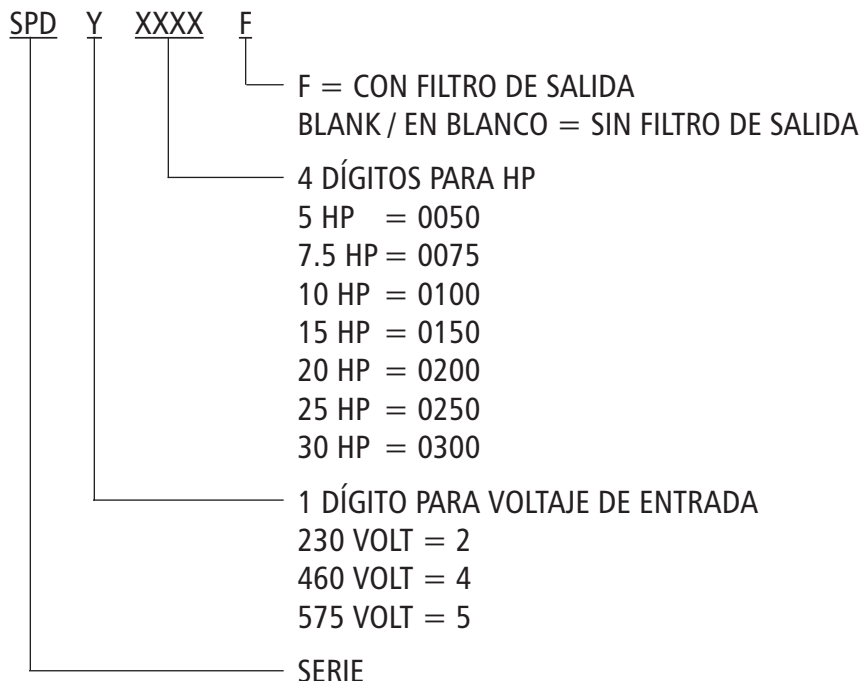 SPD Y XXXX F
F = CON FILTRO DE SALIDA
BLANK / EN BLANCO = SIN FILTRO DE SALIDA
4 DÍGITOS PARA HP
5 HP = 0050
7.5 HP = 0075
10 HP = 0100
15 HP = 0150
20 HP = 0200
25 HP = 0250
30 HP = 0300
1 DÍGITO PARA VOLTAJE DE ENTRADA
230 VOLT = 2
460 VOLT = 4
575 VOLT = 5
SERIE